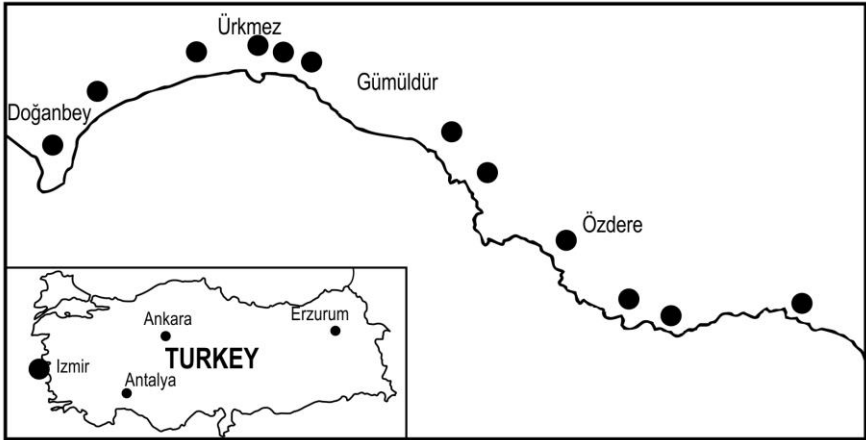 Ürkmez
Gümüldür
Doğanbey
Özdere
Ankara
Erzurum
TURKEY
Izmir
Antalya